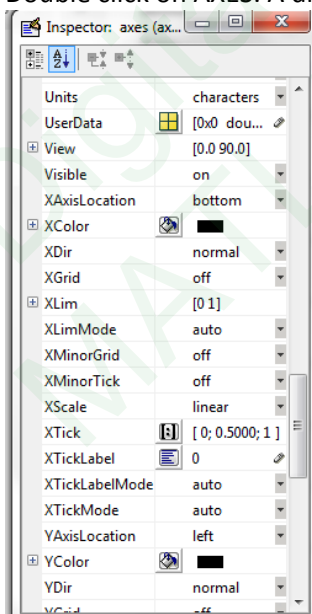 Double click on AXES. A di
Inspector: axes (ax...
Units characters
UserData [0x0 dou...
View [0.0 90.0]
Visible on
XAxisLocation bottom
XColor
XDir normal
XGrid off
XLim [0 1]
XLimMode auto
XMinorGrid off
XMinorTick off
XScale linear
XTick [ 0; 0.5000; 1 ]
XTickLabel 0
XTickLabelMode auto
XTickMode auto
YAxisLocation left
YColor
YDir normal
YGrid off